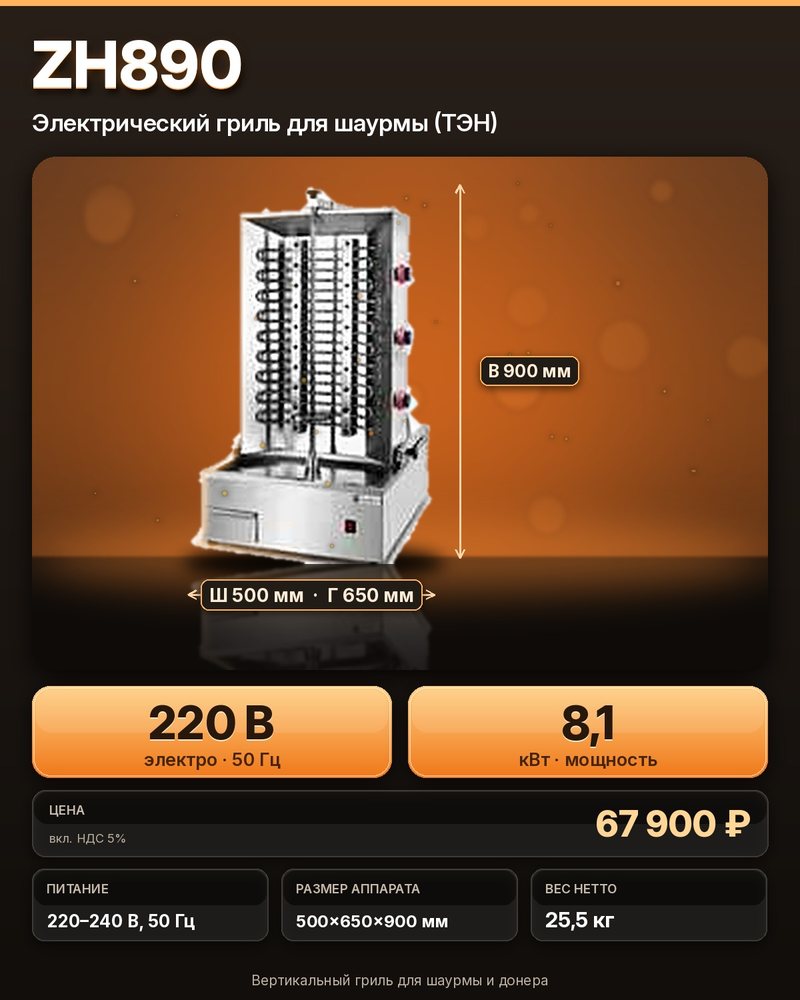 ZH890
Электрический гриль для шаурмы (ТЭН)
В 900 мм
Ш 500 мм · Г 650 мм
220 В
электро · 50 Гц
8,1
кВт · мощность
ЦЕНА
вкл. НДС 5%
67 900 ₽
ПИТАНИЕ
220–240 В, 50 Гц
РАЗМЕР АППАРАТА
500×650×900 мм
ВЕС НЕТТО
25,5 кг
Вертикальный гриль для шаурмы и донера